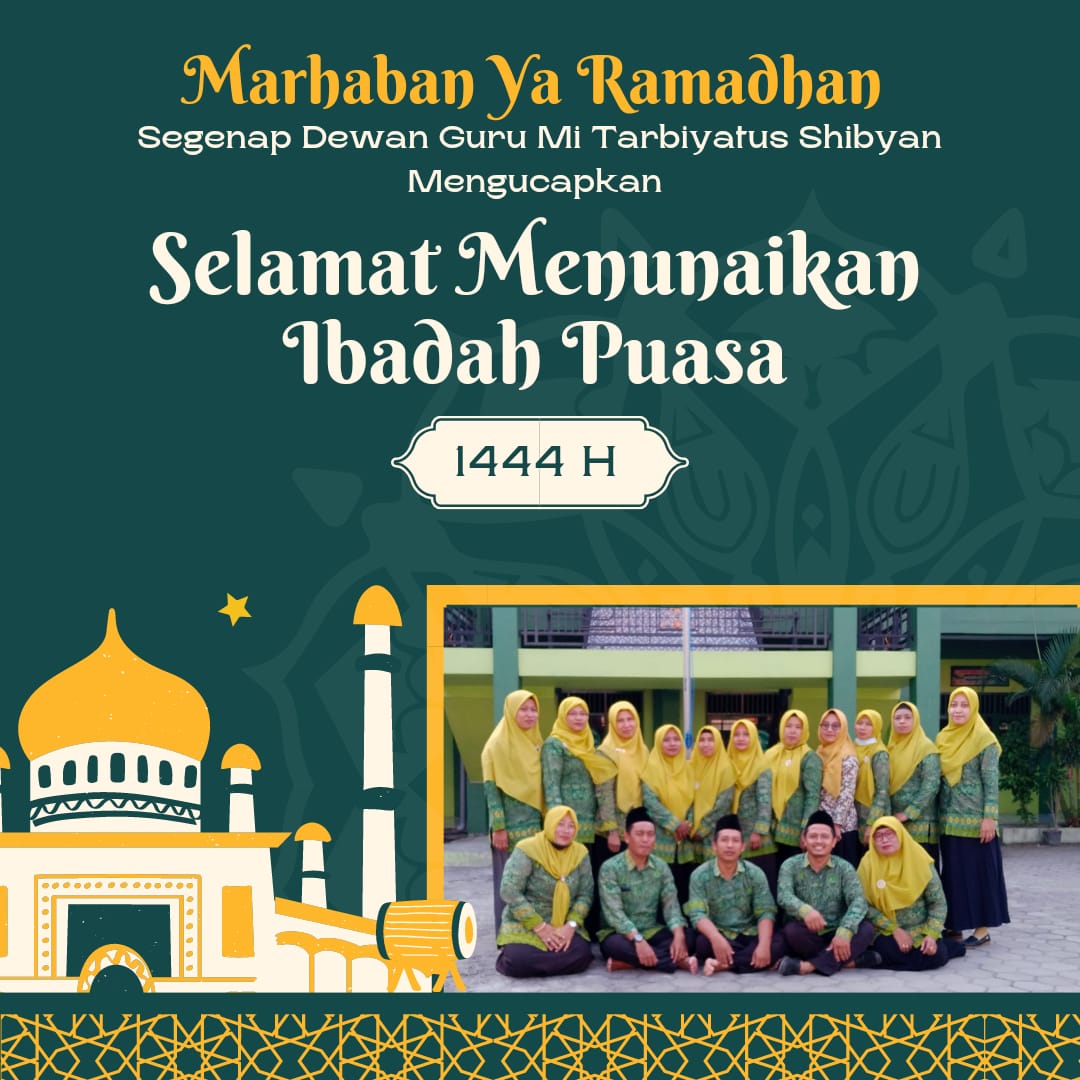 Marhaban Ya Ramadhan
Segenap Dewan Guru Mi Tarbiyatus Shibyan
Mengucapkan
Selamat Menunaikan
Ibadah Puasa
1444 H